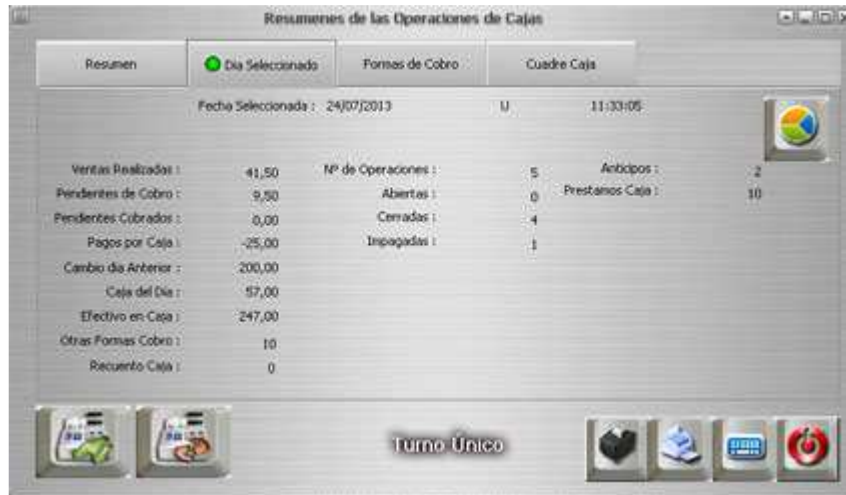 Resumenes de las Operaciones de Cajas
Resumen
Dia Seleccionado
Formas de Cobro
Cuadre Caja
Fecha Seleccionada : 24/07/2013 U 11:33:05
Ventas Realizadas : 41,50 Nº de Operaciones : 5 Anticipos : 2
Pendientes de Cobro : 9,50 Abiertas : 0 Prestamos Caja : 10
Pendientes Cobrados : 0,00 Cerradas : 4
Pagos por Caja : -25,00 Impagadas : 1
Cambio dia Anterior : 200,00
Caja del Dia : 57,00
Efectivo en Casa : 247,00
Otras Formas Cobro : 10
Recuento Caja : 0
Turno Único